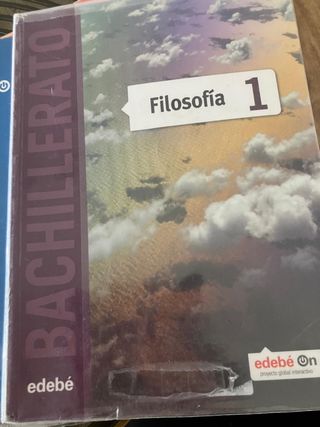 BACHILLERATO
Filosofía 1
edebé
edebé On
proyecto global interactivo